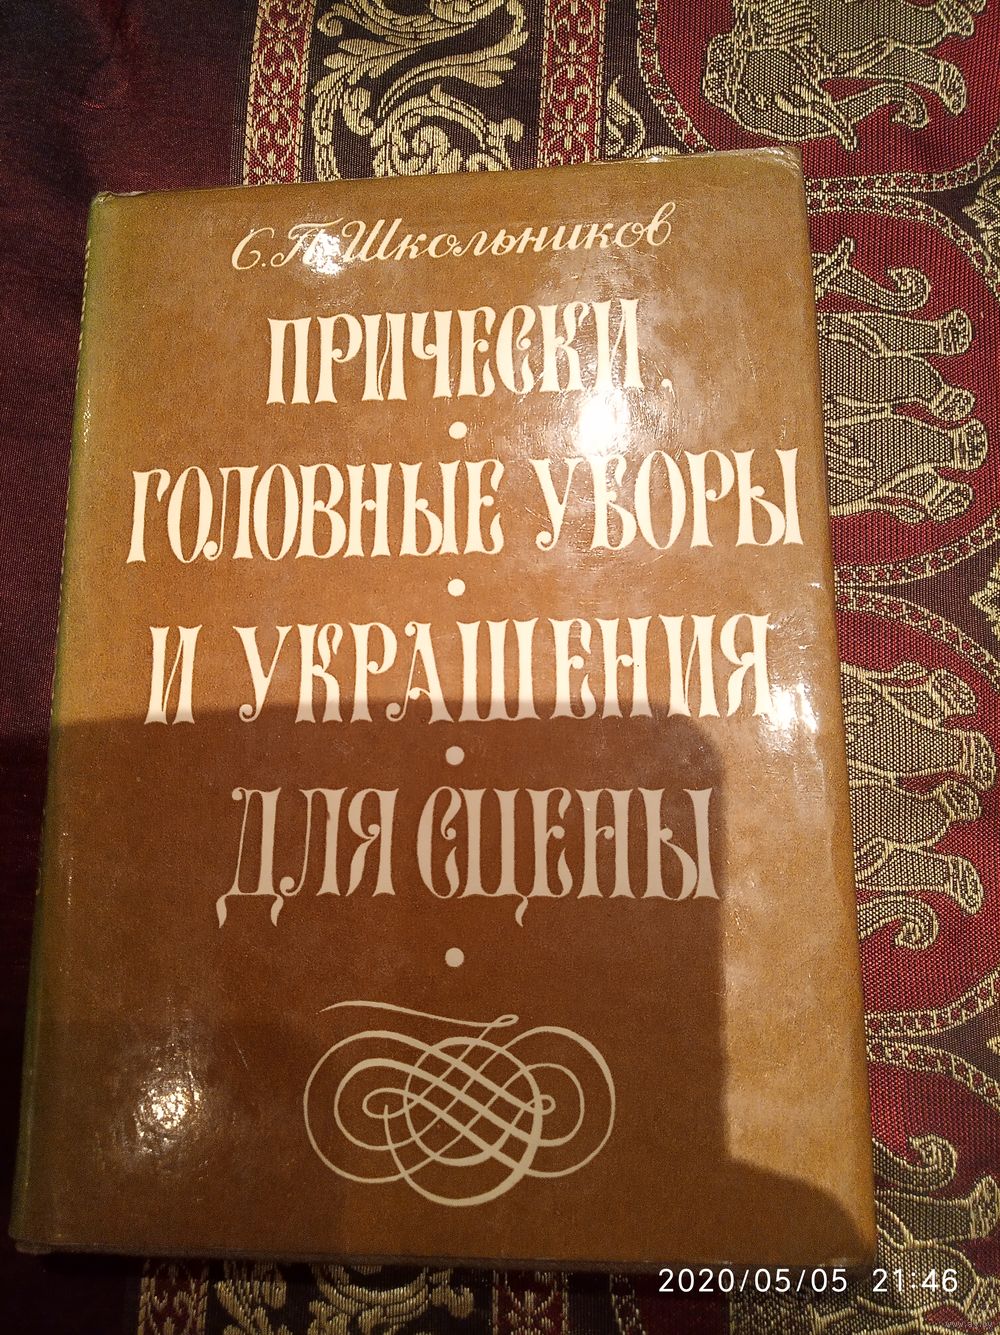 С.П. Школьников
ПРИЧЕСКИ,
ГОЛОВНЫЕ УБОРЫ
И УКРАШЕНИЯ
ДЛЯ СЦЕНЫ
2020/05/05 21:46